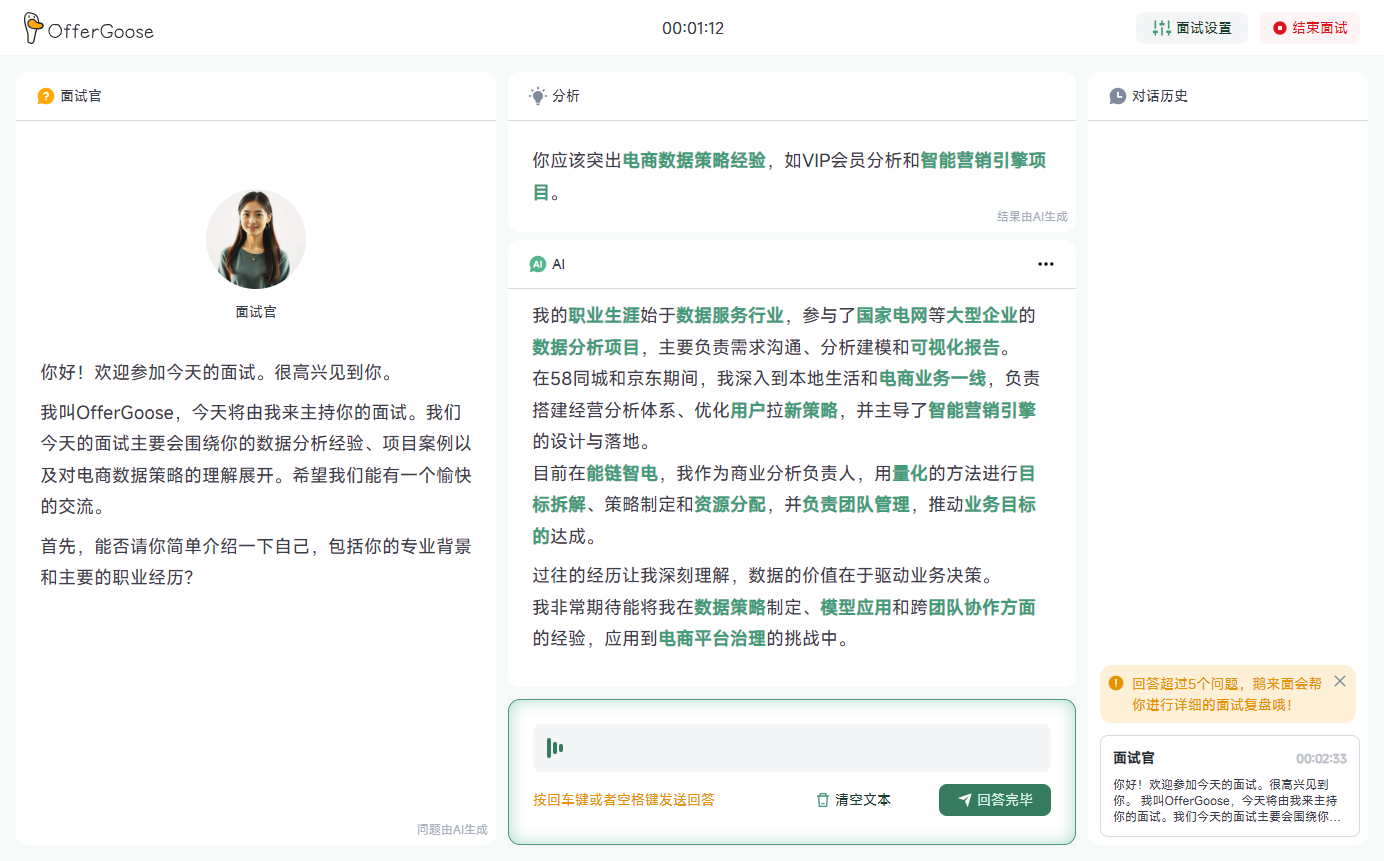 OfferGoose
00:01:12
面试设置
结束面试
面试官
面试官
你好！欢迎参加今天的面试。很高兴见到你。
我叫OfferGoose，今天将由我来主持你的面试。我们
今天的面试主要会围绕你的数据分析经验、项目案例以
及对电商数据策略的理解展开。希望我们能有一个愉快
的交流。
首先，能否请你简单介绍一下自己，包括你的专业背景
和主要的职业经历？
问题由AI生成
分析
你应该突出电商数据策略经验，如VIP会员分析和智能营销引擎项
目。
结果由AI生成
AI
AI
我的职业生涯始于数据服务行业，参与了国家电网等大型企业的
数据分析项目，主要负责需求沟通、分析建模和可视化报告。
在58同城和京东期间，我深入到本地生活和电商业务一线，负责
搭建经营分析体系、优化用户拉新策略，并主导了智能营销引擎
的设计与落地。
目前在能链智电，我作为商业分析负责人，用量化的方法进行目
标拆解、策略制定和资源分配，并负责团队管理，推动业务目标
的达成。
过往的经历让我深刻理解，数据的价值在于驱动业务决策。
我非常期待能将我在数据策略制定、模型应用和跨团队协作方面
的经验，应用到电商平台治理的挑战中。
按回车键或者空格键发送回答
清空文本
回答完毕
对话历史
回答超过5个问题，鹅来面会帮
你进行详细的面试复盘哦！
面试官
00:02:33
你好！欢迎参加今天的面试。很高兴见到
你。 我叫OfferGoose，今天将由我来主持
你的面试。我们今天的面试主要会围绕你...